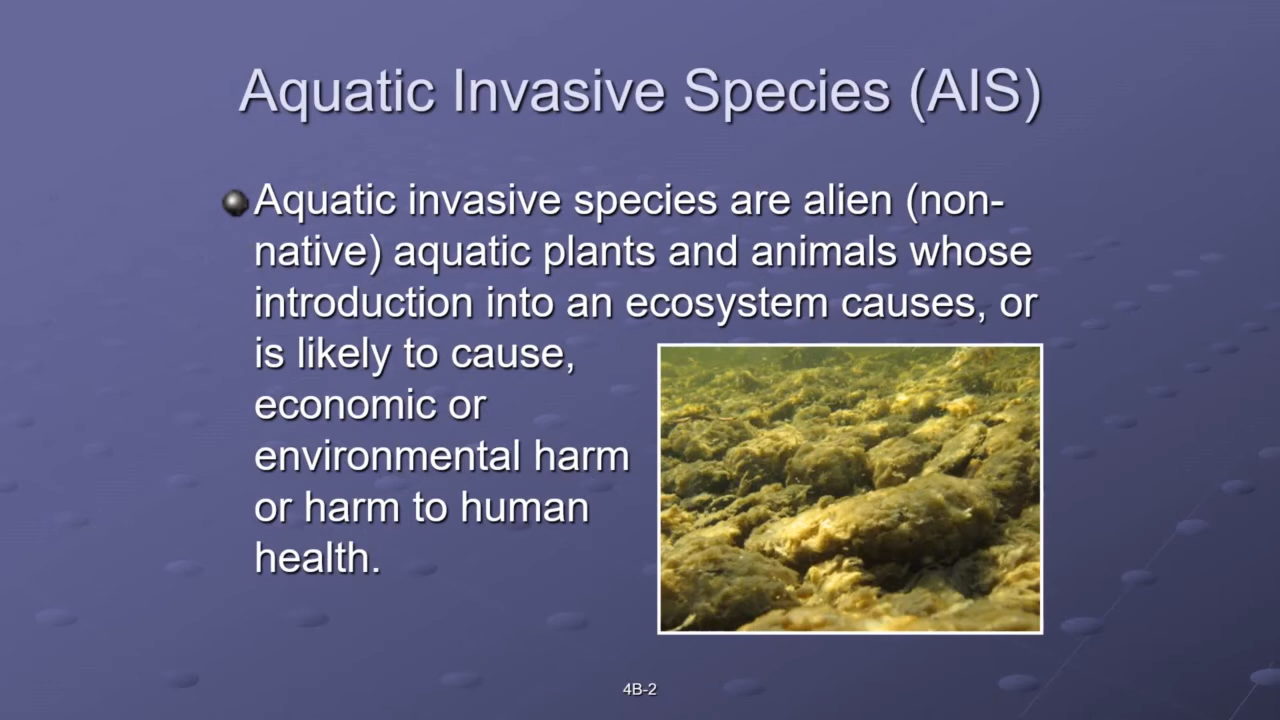 Aquatic Invasive Species (AIS)
Aquatic invasive species are alien (non-
native) aquatic plants and animals whose
introduction into an ecosystem causes, or
is likely to cause,
economic or
environmental harm
or harm to human
health.
4B-2